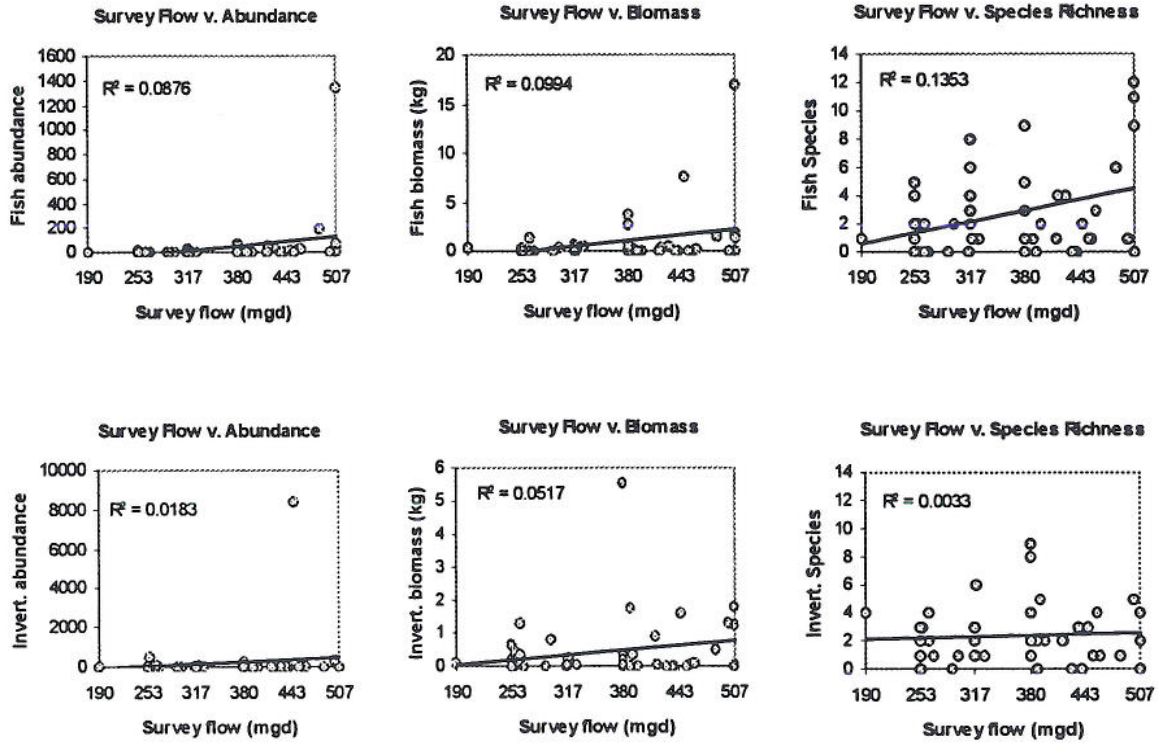 Survey Flow v. Abundance
R² = 0.0876
Fish abundance
1600
1400
1200
1000
800
600
400
200
0
190 253 317 380 443 507
Survey flow (mgd)
Survey Flow v. Biomass
R² = 0.0994
Fish biomass (kg)
20
15
10
5
0
190 253 317 380 443 507
Survey flow (mgd)
Survey Flow v. Species Richness
R² = 0.1353
Fish Species
14
12
10
8
6
4
2
0
190 253 317 380 443 507
Survey flow (mgd)
Survey Flow v. Abundance
R² = 0.0183
Invert. abundance
10000
8000
6000
4000
2000
0
190 253 317 380 443 507
Survey flow (mgd)
Survey Flow v. Biomass
R² = 0.0517
Invert. biomass (kg)
6
5
4
3
2
1
0
190 253 317 380 443 507
Survey flow (mgd)
Survey Flow v. Species Richness
R² = 0.0033
Invert. Species
14
12
10
8
6
4
2
0
190 253 317 380 443 507
Survey flow (mgd)